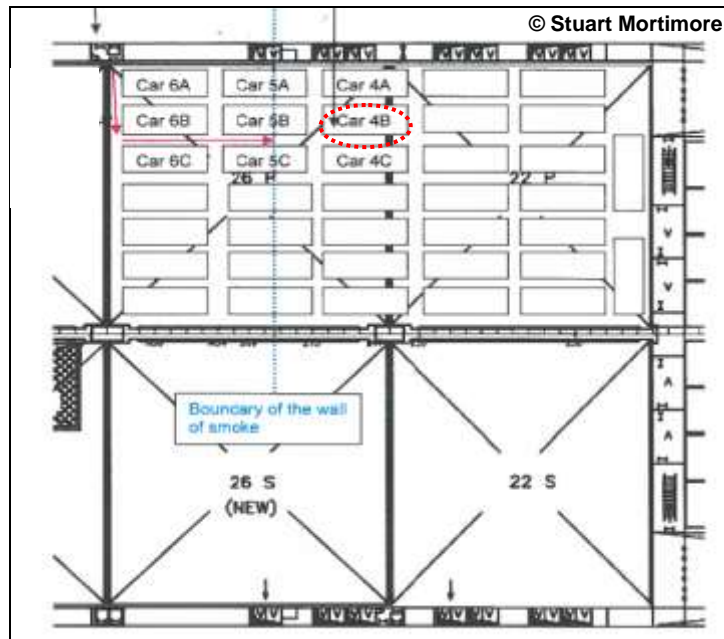 © Stuart Mortimore
Car 6A Car 5A Car 4A
Car 6B Car 5B Car 4B
Car 6C Car 5C Car 4C
26 P 22 P
Boundary of the wall
of smoke
26 S 22 S
(NEW)